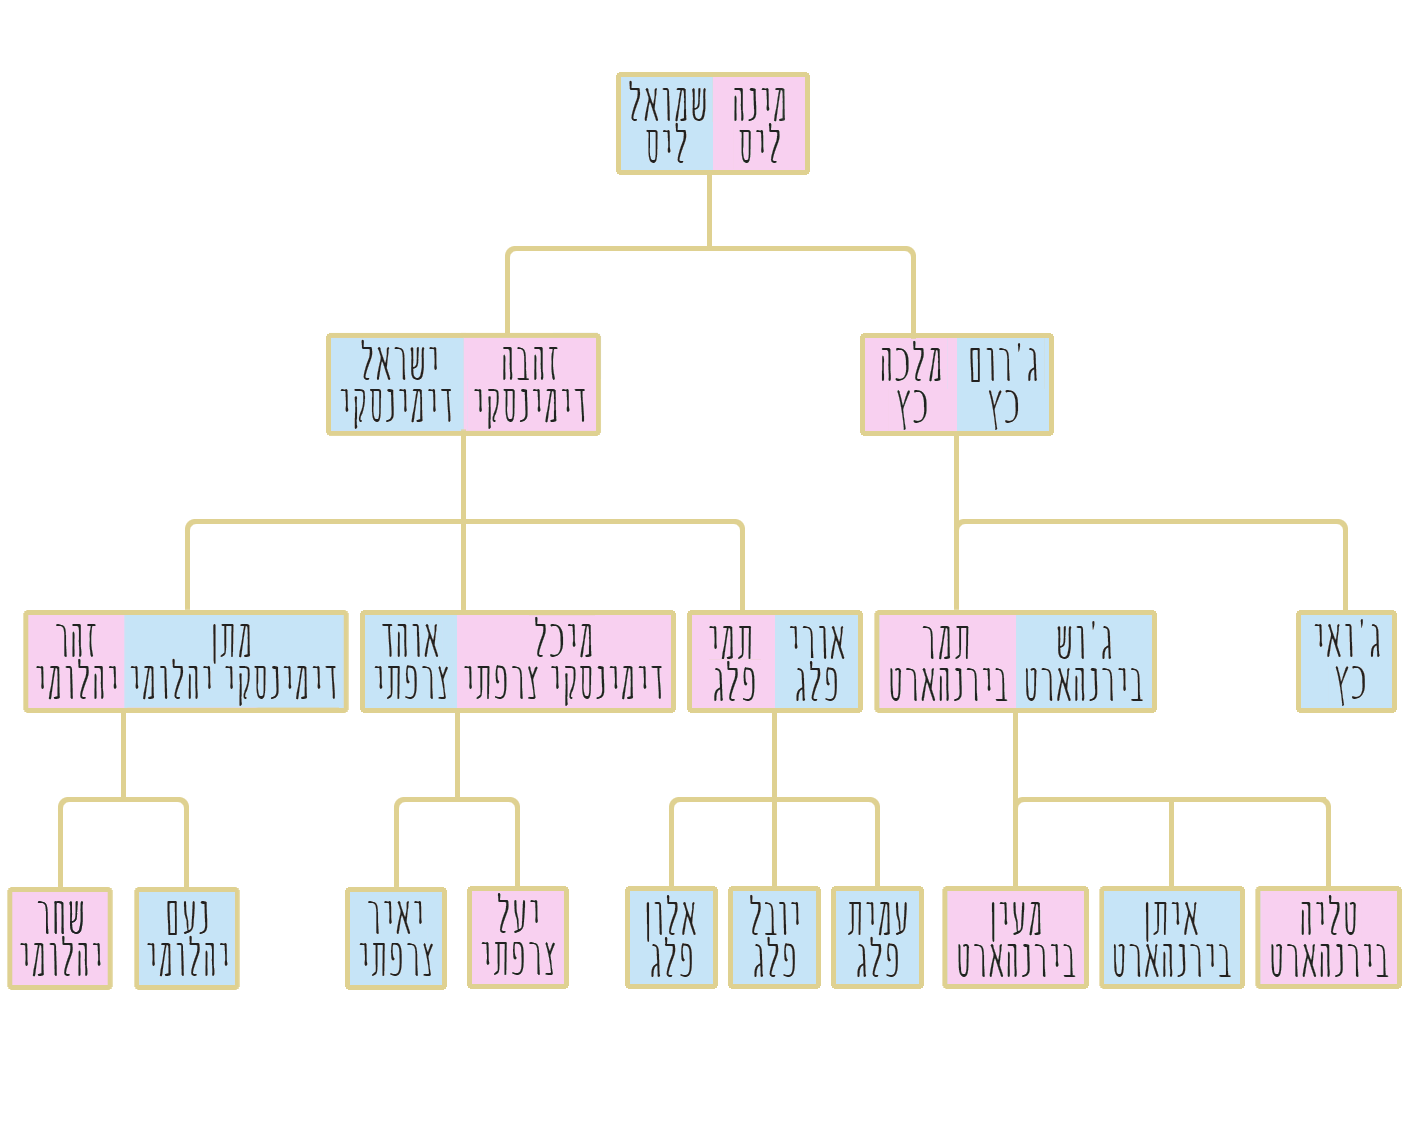 מינה
ליס
שמואל
ליס
ג'רום
כץ
מלכה
כץ
זהבה
דימינסקי
ישראל
דימינסקי
ג'ואי
כץ
ג'וש
בירנהארט
תמר
בירנהארט
אורי
פלג
תמי
פלג
מיכל
דימינסקי צרפתי
אוהד
צרפתי
מתן
דימינסקי יהלומי
זהר
יהלומי
טליה
בירנהארט
איתן
בירנהארט
מעין
בירנהארט
עמית
פלג
יובל
פלג
אלון
פלג
יעל
צרפתי
יאיר
צרפתי
נעם
יהלומי
שחר
יהלומי